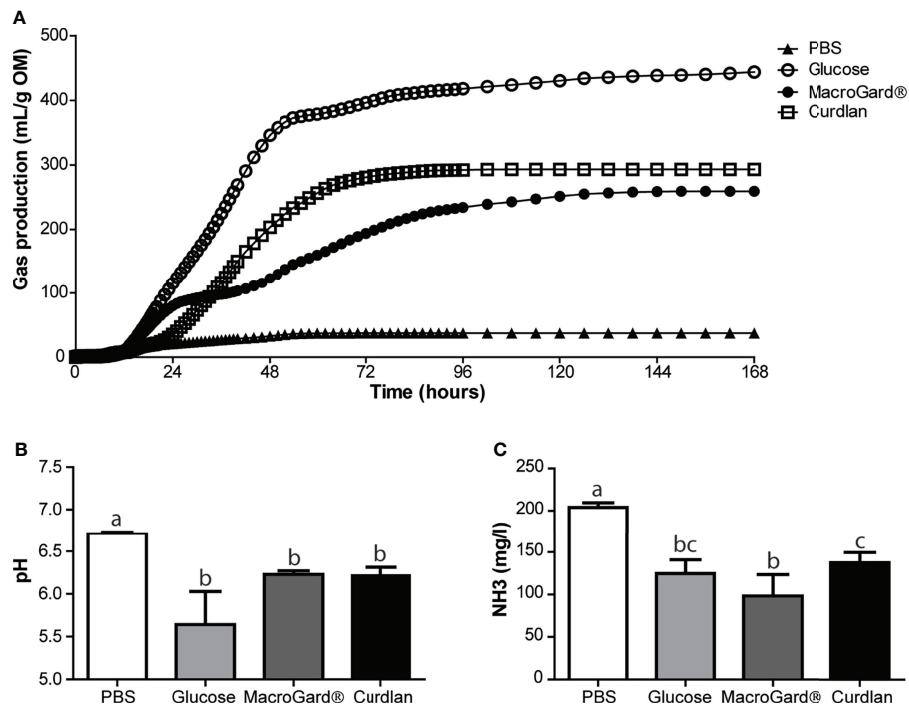 A
Gas production (mL/g OM)
500
400
300
200
100
0
0 24 48 72 96 120 144 168
Time (hours)
PBS
Glucose
MacroGard®
Curdlan
B
pH
7.5
7.0
6.5
6.0
5.5
5.0
a b b b
PBS Glucose MacroGard® Curdlan
C
NH3 (mg/l)
250
200
150
100
50
0
a bc b c
PBS Glucose MacroGard® Curdlan